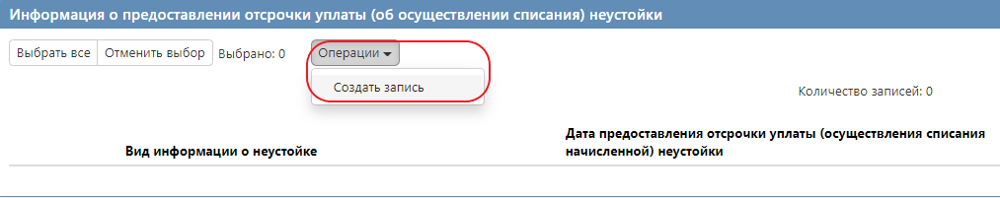 Информация о предоставлении отсрочки уплаты (об осуществлении списания) неустойки
Выбрать все Отменить выбор Выбрано: 0 Операции
Создать запись
Количество записей: 0
Вид информации о неустойке
Дата предоставления отсрочки уплаты (осуществления списания
начисленной) неустойки